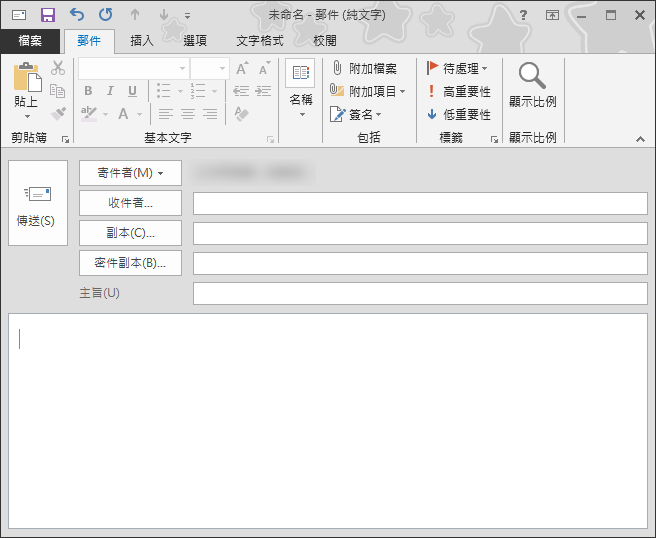 未命名 - 郵件 (純文字)
?
檔案 郵件 插入 選項 文字格式 校閱
貼上
剪貼簿
B I U
ab A
A A
基本文字
名稱
附加檔案
附加項目
簽名
包括
待處理
高重要性
低重要性
標籤
顯示比例
顯示比例
傳送(S)
寄件者(M)
收件者...
副本(C)...
密件副本(B)...
主旨(U)